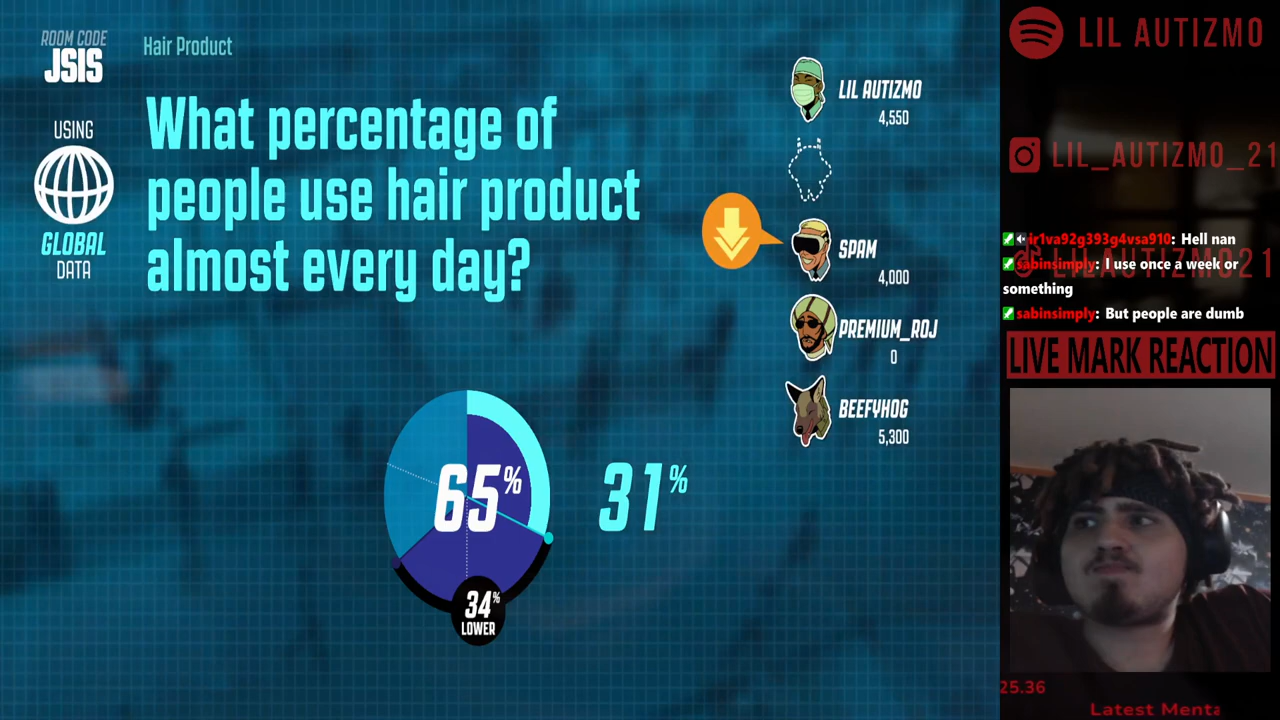 ROOM CODE
JSIS
USING
GLOBAL
DATA
Hair Product
What percentage of
people use hair product
almost every day?
65%
31%
34%
LOWER
LIL AUTIZMO
4,550
SPAM
4,000
PREMIUM_ROJ
0
BEEFYHOG
5,300
LIL AUTIZMO
LIL_AUTIZMO_21
ir1va92g393g4vsa910: Hell nan
sabinsimply: I use once a week or
something
sabinsimply: But people are dumb
LIVE MARK REACTION
25.36
Latest Menta